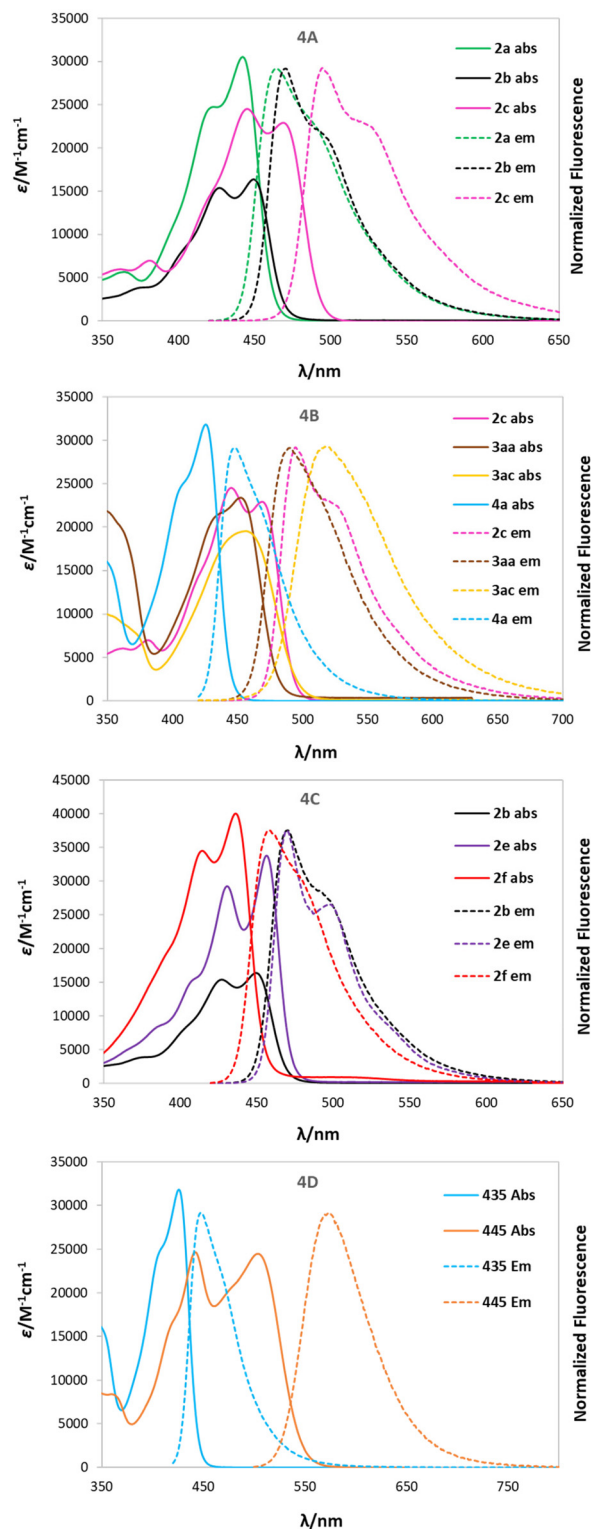 4A
35000
30000
25000
20000
15000
10000
5000
0
ε/M⁻¹cm⁻¹
2a abs
2b abs
2c abs
2a em
2b em
2c em
Normalized Fluorescence
350 400 450 500 550 600 650
λ/nm
4B
35000
30000
25000
20000
15000
10000
5000
0
ε/M⁻¹cm⁻¹
2c abs
3aa abs
3ac abs
4a abs
2c em
3aa em
3ac em
4a em
Normalized Fluorescence
350 400 450 500 550 600 650 700
λ/nm
4C
45000
40000
35000
30000
25000
20000
15000
10000
5000
0
ε/M⁻¹cm⁻¹
2b abs
2e abs
2f abs
2b em
2e em
2f em
Normalized Fluorescence
350 400 450 500 550 600 650
λ/nm
4D
35000
30000
25000
20000
15000
10000
5000
0
ε/M⁻¹cm⁻¹
435 Abs
445 Abs
435 Em
445 Em
Normalized Fluorescence
350 450 550 650 750
λ/nm